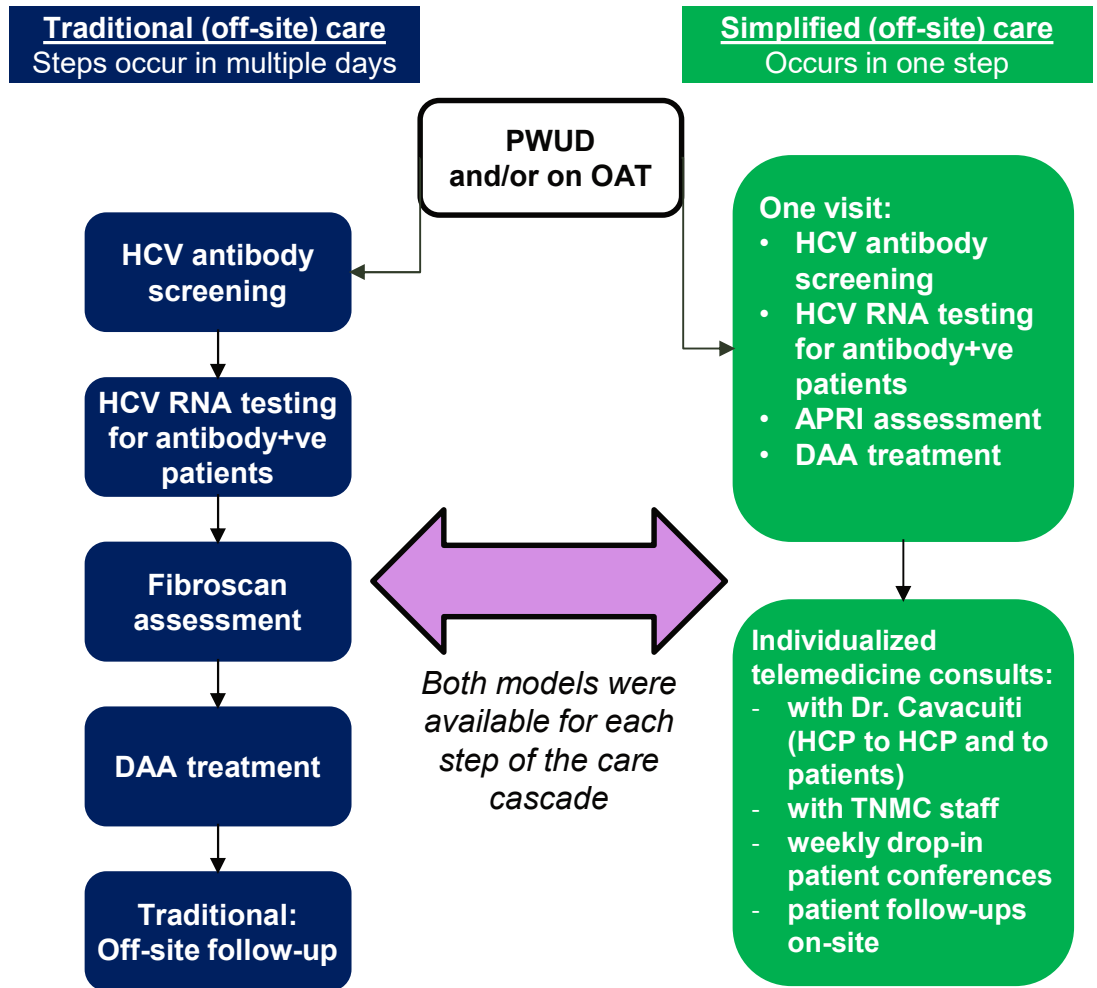 Traditional (off-site) care
Steps occur in multiple days
Simplified (off-site) care
Occurs in one step
PWUD
and/or on OAT
HCV antibody
screening
HCV RNA testing
for antibody+ve
patients
Fibroscan
assessment
DAA treatment
Traditional:
Off-site follow-up
Both models were
available for each
step of the care
cascade
One visit:
• HCV antibody
screening
• HCV RNA testing
for antibody+ve
patients
• APRI assessment
• DAA treatment
Individualized
telemedicine consults:
- with Dr. Cavacuiti
(HCP to HCP and to
patients)
- with TNMC staff
- weekly drop-in
patient conferences
- patient follow-ups
on-site